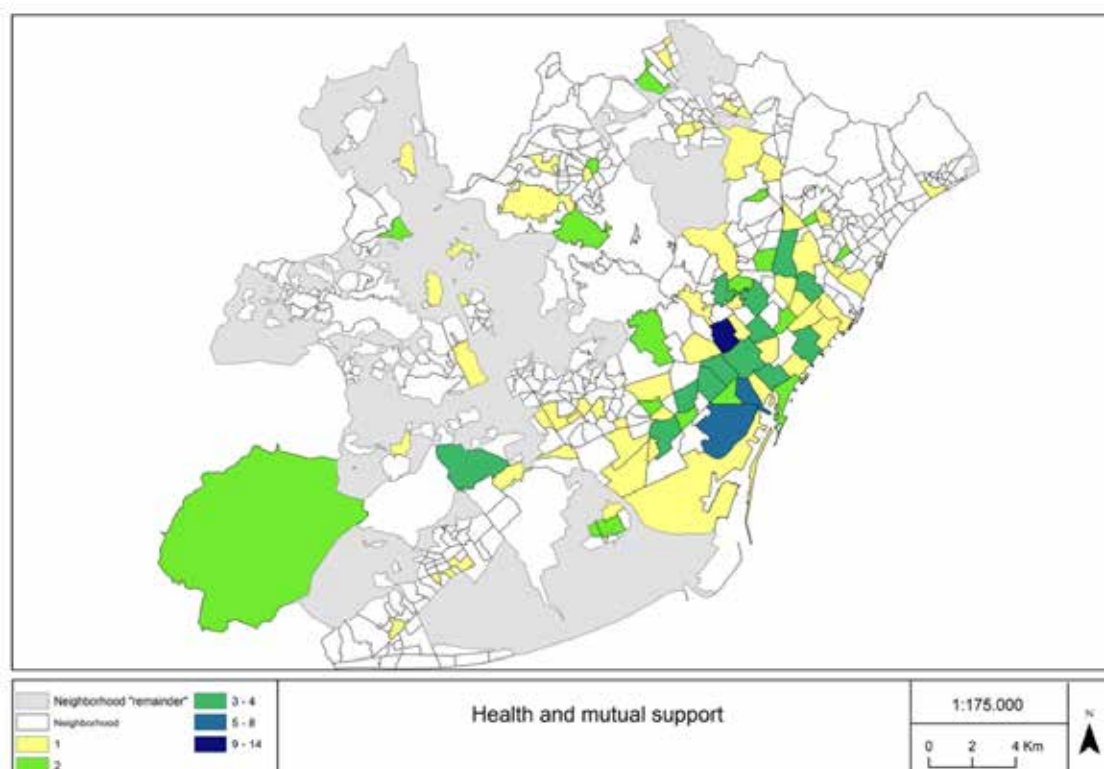 Neighborhood "remainder"
Neighborhood
1
2
3 - 4
5 - 8
9 - 14
Health and mutual support
1:175.000
0 2 4 Km
N